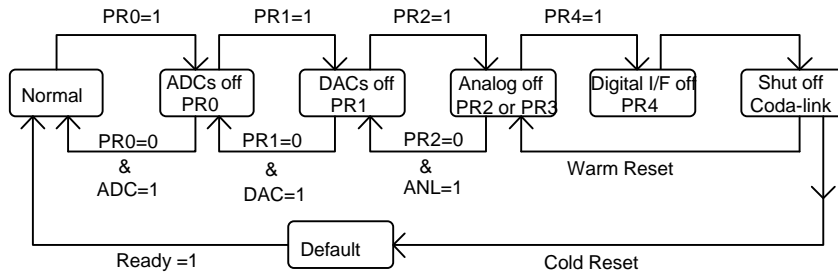 PR0=1
PR1=1
PR2=1
PR4=1
Normal
ADCs off
PR0
DACs off
PR1
Analog off
PR2 or PR3
Digital I/F off
PR4
Shut off
Coda-link
PR0=0
&
ADC=1
PR1=0
&
DAC=1
PR2=0
&
ANL=1
Warm Reset
Ready =1
Default
Cold Reset